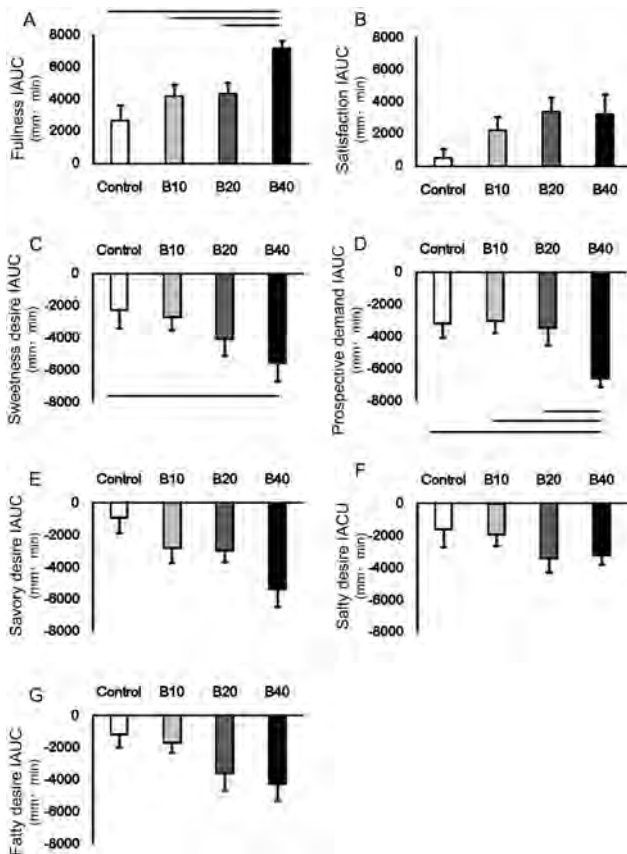 A
Fullness IAUC
(mm· min)
8000
6000
4000
2000
0
Control B10 B20 B40
B
Satisfaction IAUC
(mm· min)
8000
6000
4000
2000
0
Control B10 B20 B40
C
Control B10 B20 B40
Sweetness desire IAUC
(mm· min)
0
-2000
-4000
-6000
-8000
D
Control B10 B20 B40
Prospective demand IAUC
(mm· min)
0
-2000
-4000
-6000
-8000
E
Control B10 B20 B40
Savory desire IAUC
(mm· min)
0
-2000
-4000
-6000
-8000
F
Control B10 B20 B40
Salty desire IACU
(mm· min)
0
-2000
-4000
-6000
-8000
G
Control B10 B20 B40
Fatty desire IAUC
(mm· min)
0
-2000
-4000
-6000
-8000